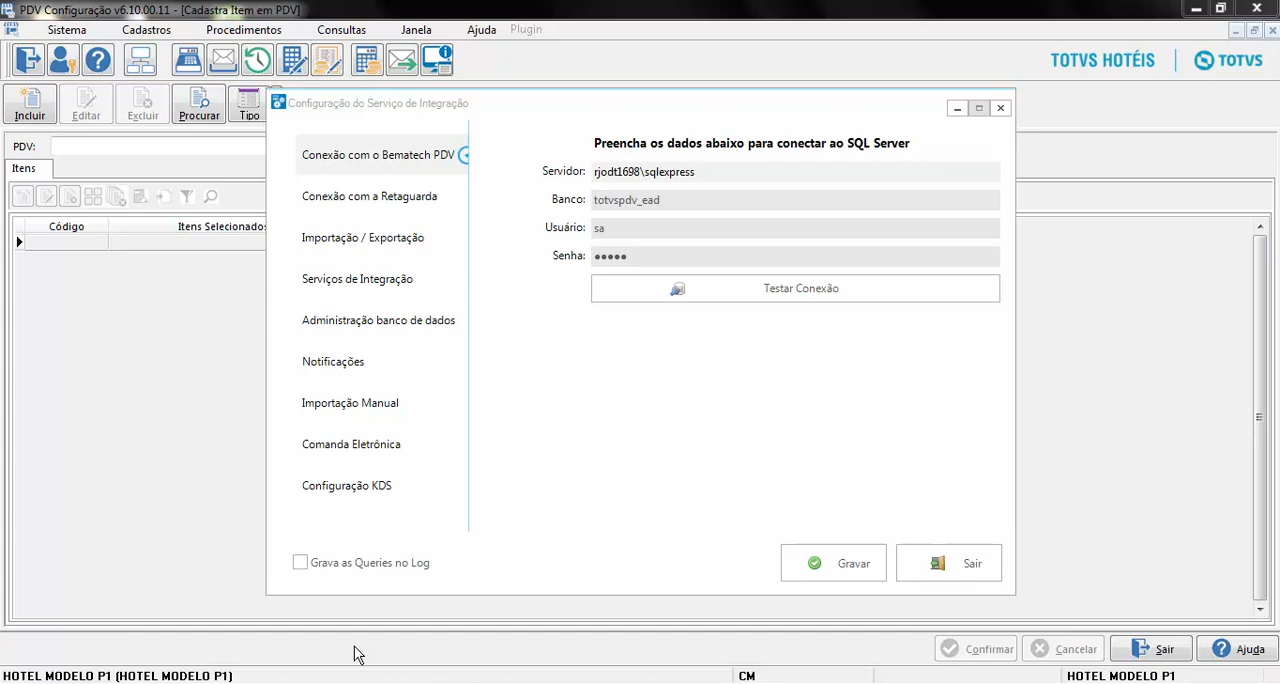 PDV Configuração v6.10.00.11 - [Cadastra Item em PDV]
Sistema Cadastros Procedimentos Consultas Janela Ajuda Plugin
TOTVS HOTÉIS TOTVS
Incluir Editar Excluir Procurar Tipo
Configuração do Serviço de Integração
PDV:
Itens
Código Itens Selecionados
Conexão com o Bematech PDV
Conexão com a Retaguarda
Importação / Exportação
Serviços de Integração
Administração banco de dados
Notificações
Importação Manual
Comanda Eletrônica
Configuração KDS
Preencha os dados abaixo para conectar ao SQL Server
Servidor: rjodt1698\sqlexpress
Banco: totvspdv_ead
Usuário: sa
Senha: •••••
Testar Conexão
Grava as Queries no Log
Gravar Sair
Confirmar Cancelar Sair Ajuda
HOTEL MODELO P1 (HOTEL MODELO P1) CM HOTEL MODELO P1